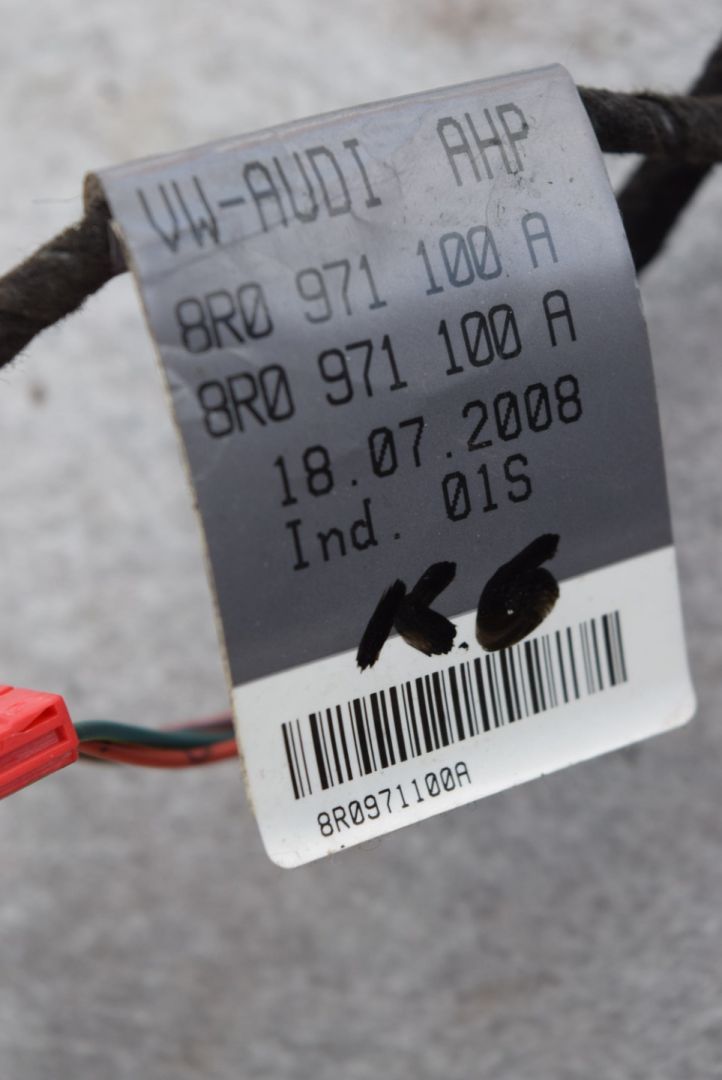 VW-AUDI AHP
8R0 971 100 A
8R0 971 100 A
18.07.2008
Ind. 01S
K6
8R0971100A